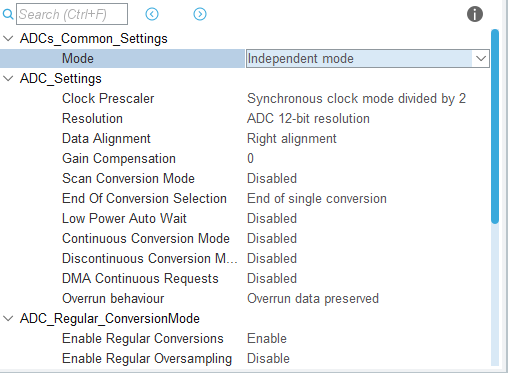 Search (Ctrl+F)
ADCs_Common_Settings
Mode Independent mode
ADC_Settings
Clock Prescaler Synchronous clock mode divided by 2
Resolution ADC 12-bit resolution
Data Alignment Right alignment
Gain Compensation 0
Scan Conversion Mode Disabled
End Of Conversion Selection End of single conversion
Low Power Auto Wait Disabled
Continuous Conversion Mode Disabled
Discontinuous Conversion M... Disabled
DMA Continuous Requests Disabled
Overrun behaviour Overrun data preserved
ADC_Regular_ConversionMode
Enable Regular Conversions Enable
Enable Regular Oversampling Disable